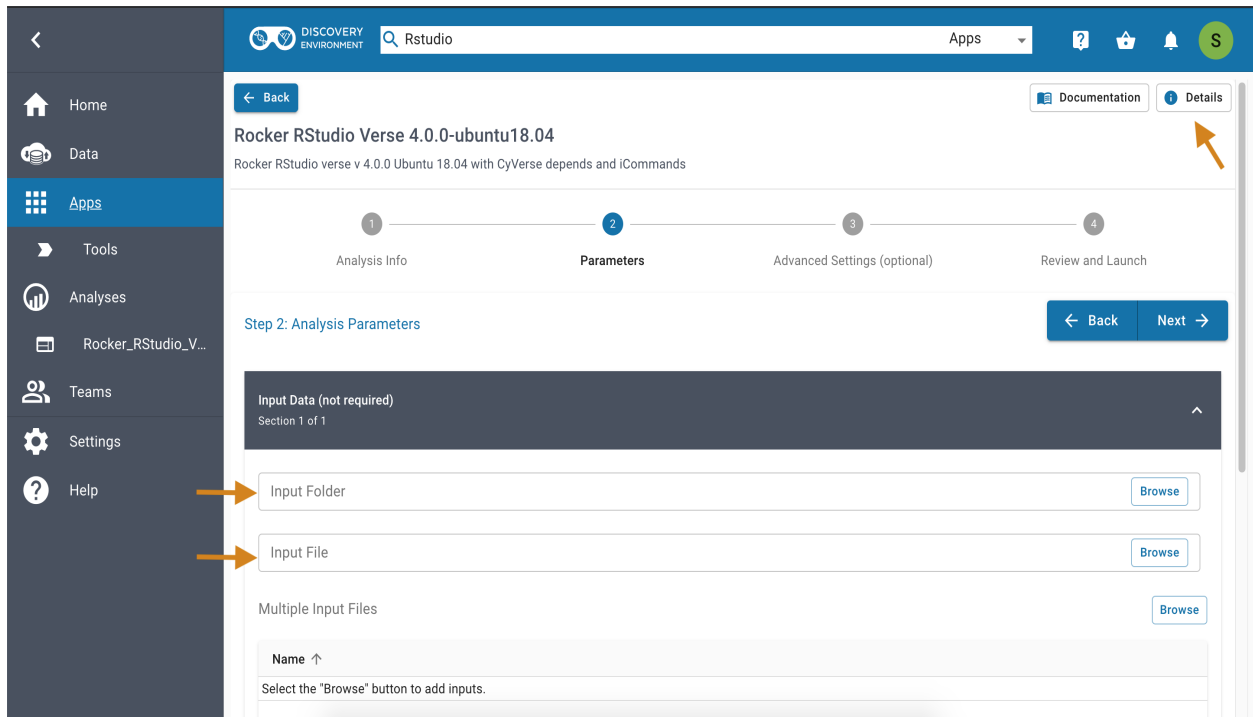 DISCOVERY
ENVIRONMENT
Rstudio
Apps
S
Home
Data
Apps
Tools
Analyses
Rocker_RStudio_V...
Teams
Settings
Help
Back
Documentation
Details
Rocker RStudio Verse 4.0.0-ubuntu18.04
Rocker RStudio verse v 4.0.0 Ubuntu 18.04 with CyVerse depends and iCommands
1
2
3
4
Analysis Info
Parameters
Advanced Settings (optional)
Review and Launch
Step 2: Analysis Parameters
Back
Next
Input Data (not required)
Section 1 of 1
Input Folder
Browse
Input File
Browse
Multiple Input Files
Browse
Name
Select the "Browse" button to add inputs.